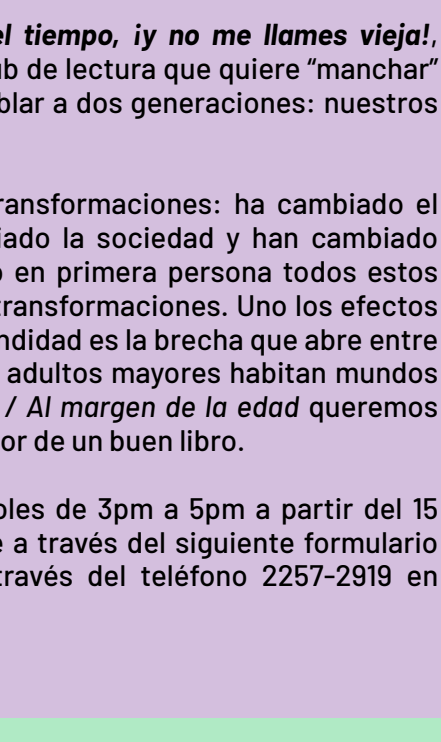 el tiempo, ¡y no me llames vieja!,
ub de lectura que quiere “manchar”
blar a dos generaciones: nuestros
ransformaciones: ha cambiado el
iado la sociedad y han cambiado
o en primera persona todos estos
transformaciones. Uno los efectos
ndidad es la brecha que abre entre
adultos mayores habitan mundos
/ Al margen de la edad queremos
or de un buen libro.
oles de 3pm a 5pm a partir del 15
e a través del siguiente formulario
través del teléfono 2257-2919 en